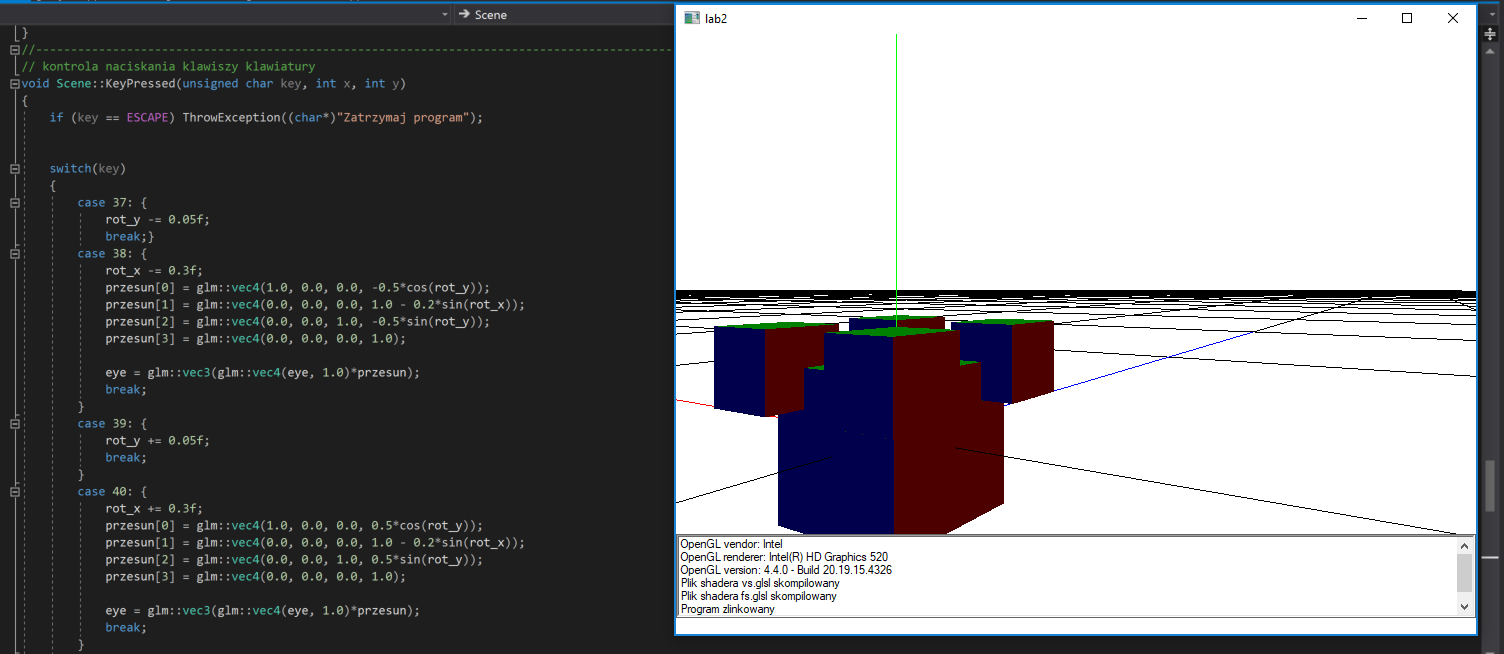 Scene
}
//--------------------------------------------------------------------------------------------
// kontrola naciskania klawiszy klawiatury
void Scene::KeyPressed(unsigned char key, int x, int y)
{
if (key == ESCAPE) ThrowException((char*)"Zatrzymaj program");
switch(key)
{
case 37: {
rot_y -= 0.05f;
break;}
case 38: {
rot_x -= 0.3f;
przesun[0] = glm::vec4(1.0, 0.0, 0.0, -0.5*cos(rot_y));
przesun[1] = glm::vec4(0.0, 0.0, 0.0, 1.0 - 0.2*sin(rot_x));
przesun[2] = glm::vec4(0.0, 0.0, 1.0, -0.5*sin(rot_y));
przesun[3] = glm::vec4(0.0, 0.0, 0.0, 1.0);
eye = glm::vec3(glm::vec4(eye, 1.0)*przesun);
break;
}
case 39: {
rot_y += 0.05f;
break;
}
case 40: {
rot_x += 0.3f;
przesun[0] = glm::vec4(1.0, 0.0, 0.0, 0.5*cos(rot_y));
przesun[1] = glm::vec4(0.0, 0.0, 0.0, 1.0 - 0.2*sin(rot_x));
przesun[2] = glm::vec4(0.0, 0.0, 1.0, 0.5*sin(rot_y));
przesun[3] = glm::vec4(0.0, 0.0, 0.0, 1.0);
eye = glm::vec3(glm::vec4(eye, 1.0)*przesun);
break;
}
lab2
OpenGL vendor: Intel
OpenGL renderer: Intel(R) HD Graphics 520
OpenGL version: 4.4.0 - Build 20.19.15.4326
Plik shadera vs.glsl skompilowany
Plik shadera fs.glsl skompilowany
Program zlinkowany